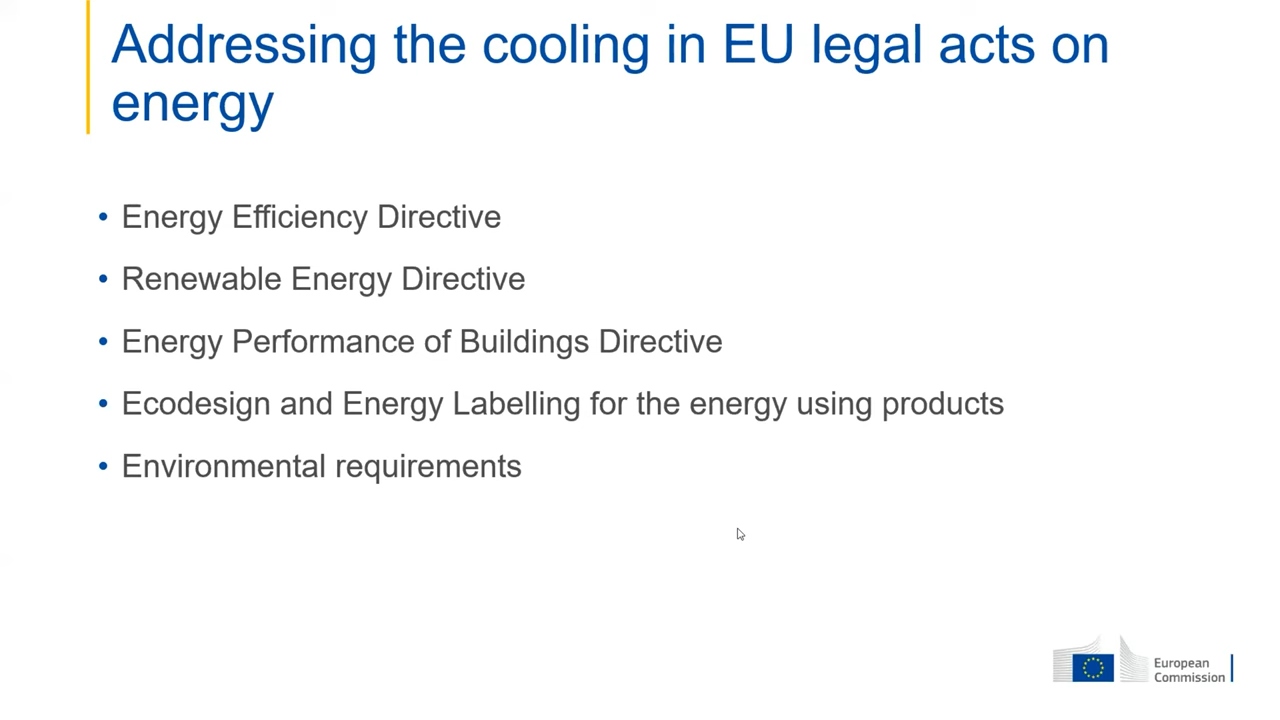 Addressing the cooling in EU legal acts on
energy
• Energy Efficiency Directive
• Renewable Energy Directive
• Energy Performance of Buildings Directive
• Ecodesign and Energy Labelling for the energy using products
• Environmental requirements
European
Commission